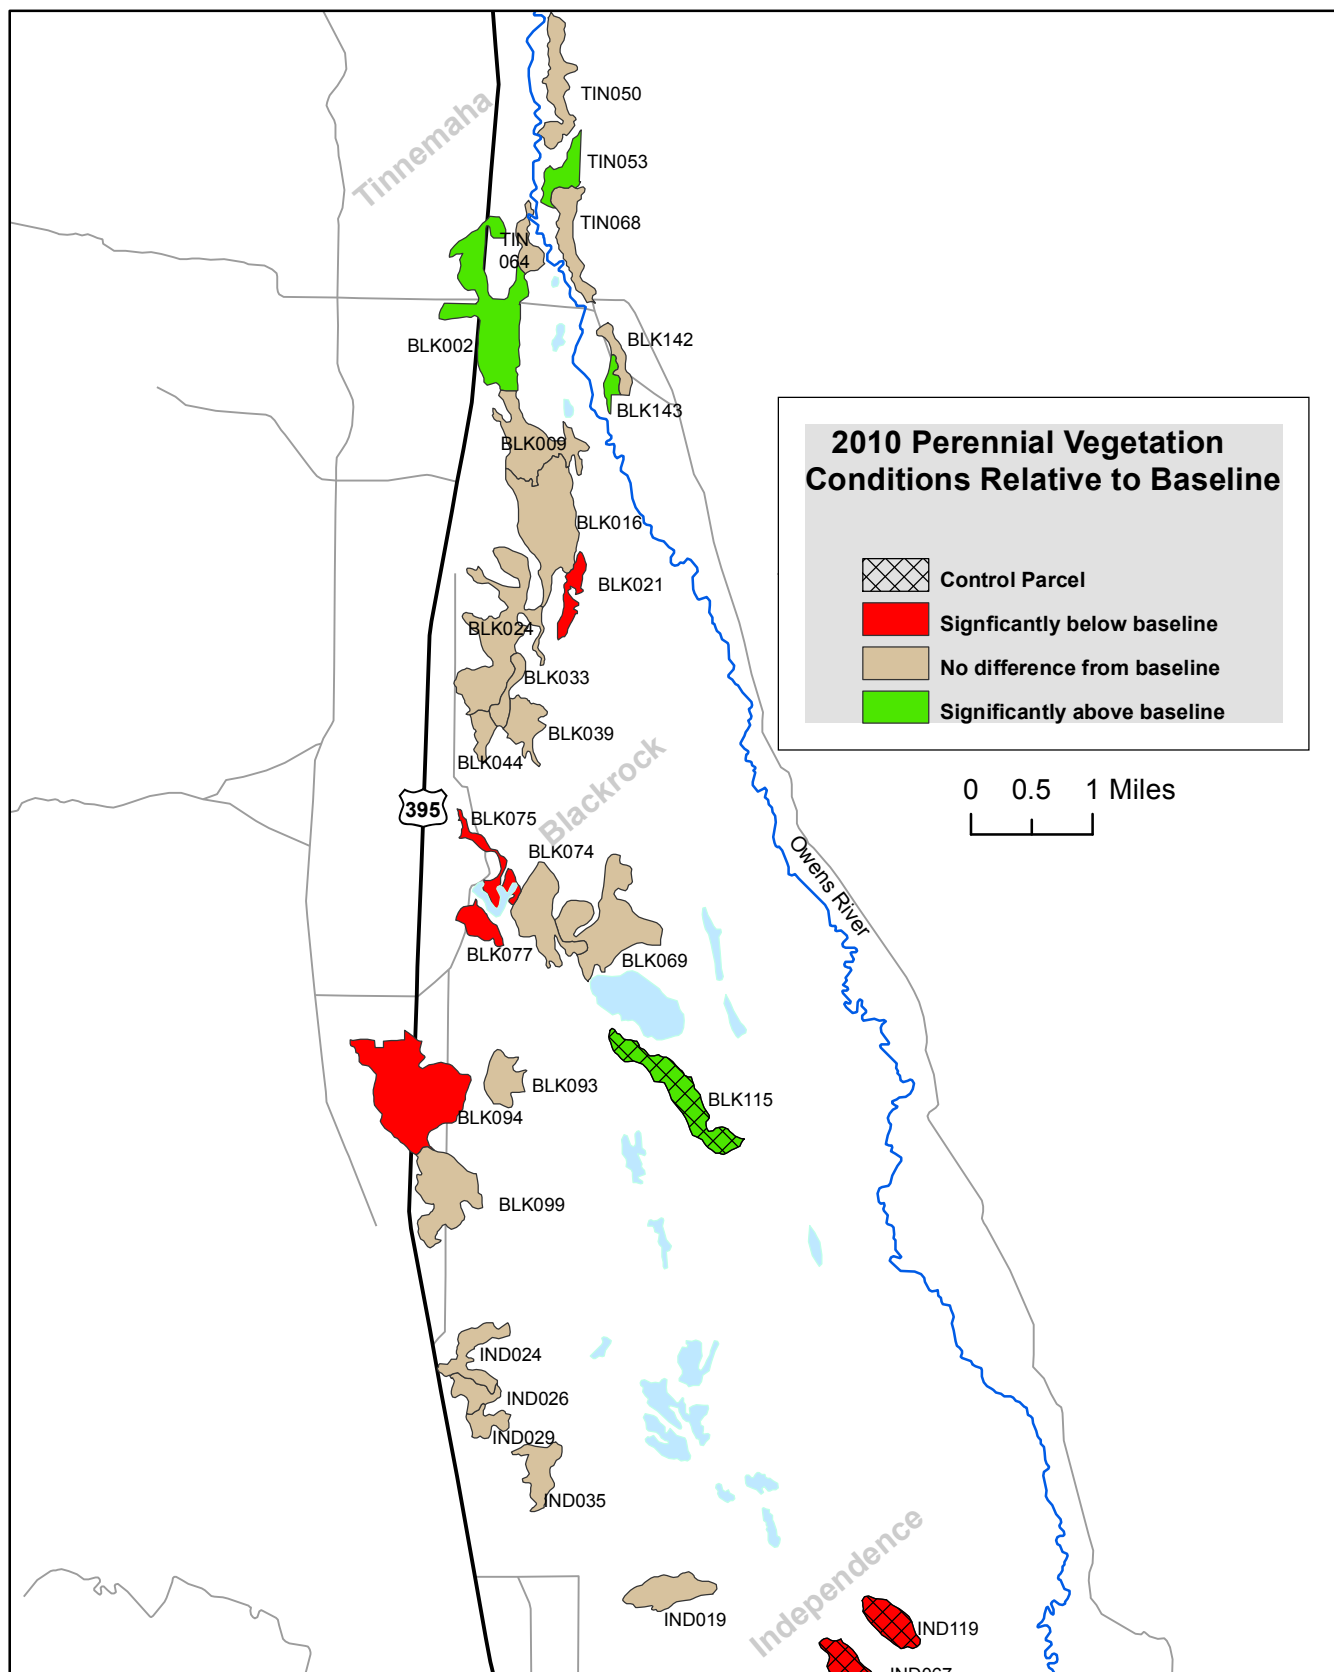 TIN050
Tinnemaha
TIN053
TIN068
TIN
064
BLK002
BLK142
BLK143
2010 Perennial Vegetation
Conditions Relative to Baseline
Control Parcel
Signficantly below baseline
No difference from baseline
Significantly above baseline
BLK009
BLK016
BLK021
BLK024
BLK033
BLK039
BLK044
Blackrock
0 0.5 1 Miles
395
BLK075
BLK074
Owens River
BLK077
BLK069
BLK093
BLK094
BLK115
BLK099
IND024
IND026
IND029
IND035
Independence
IND019
IND119
IND067